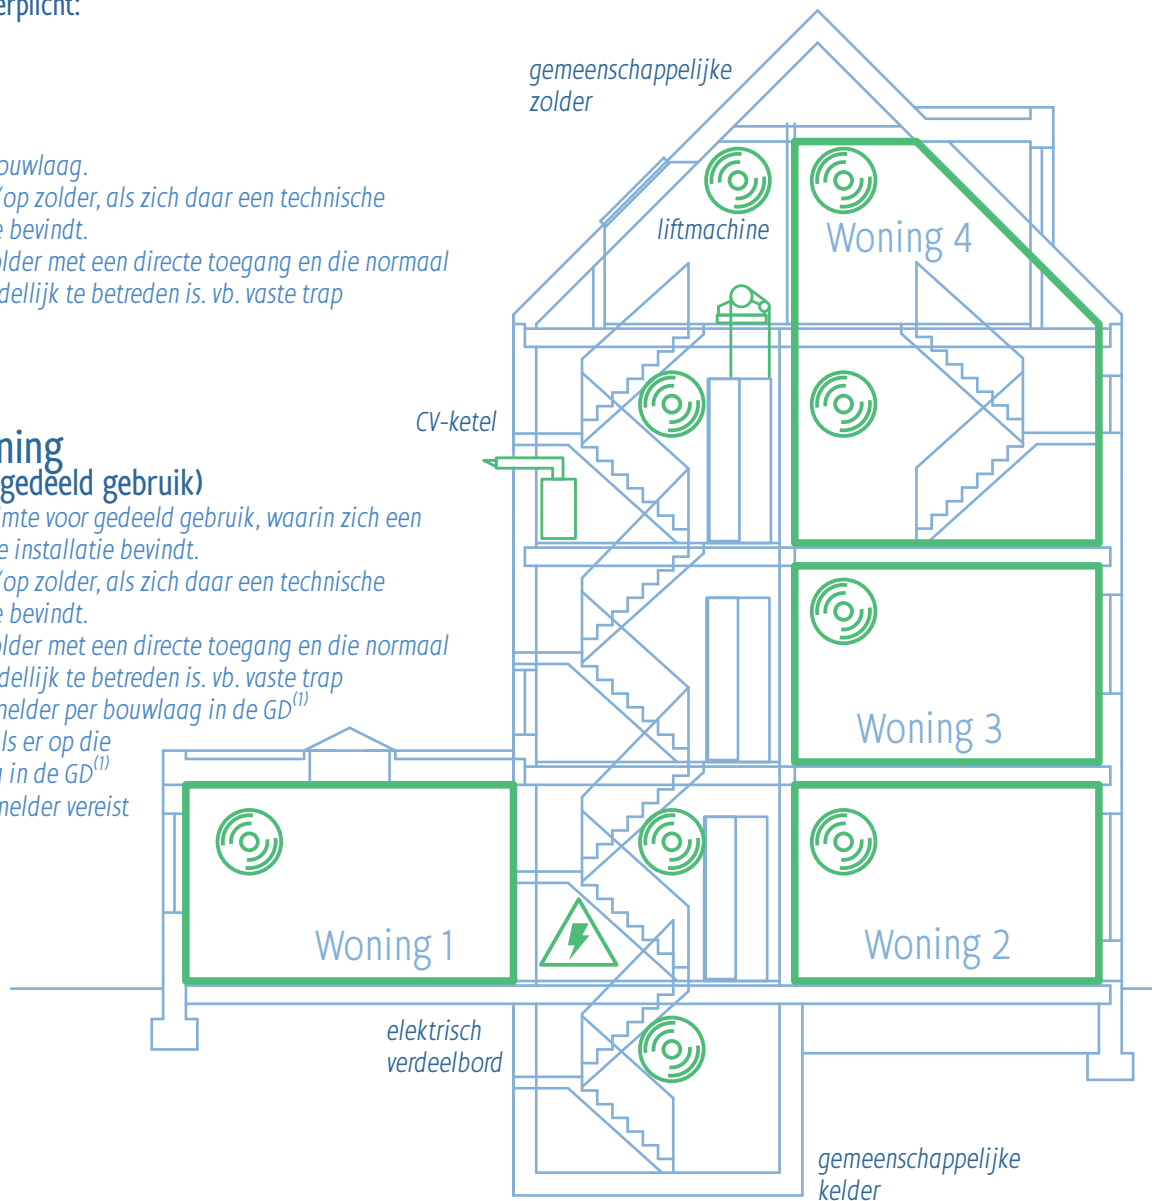 erplicht:
gemeenschappelijke
zolder
ouwlaag.
/op zolder, als zich daar een technische
e bevindt.
older met een directe toegang en die normaal
dellijk te betreden is. vb. vaste trap
liftmachine
Woning 4
CV-ketel
ning
gedeeld gebruik)
imte voor gedeeld gebruik, waarin zich een
e installatie bevindt.
/op zolder, als zich daar een technische
e bevindt.
older met een directe toegang en die normaal
dellijk te betreden is. vb. vaste trap
melder per bouwlaag in de GD(1)
ls er op die
g in de GD(1)
melder vereist
Woning 3
Woning 1
Woning 2
elektrisch
verdeelbord
gemeenschappelijke
kelder